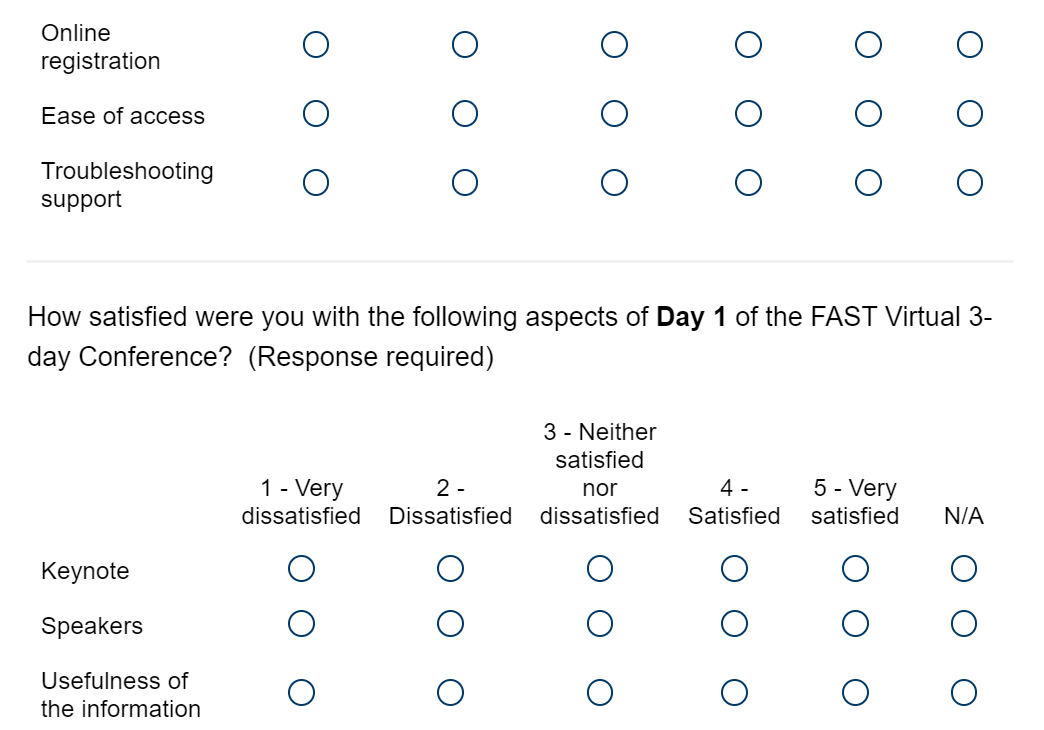 Online
registration
Ease of access
Troubleshooting
support
How satisfied were you with the following aspects of Day 1 of the FAST Virtual 3-
day Conference?  (Response required)
1 - Very
dissatisfied
2 -
Dissatisfied
3 - Neither
satisfied
nor
dissatisfied
4 -
Satisfied
5 - Very
satisfied
N/A
Keynote
Speakers
Usefulness of
the information